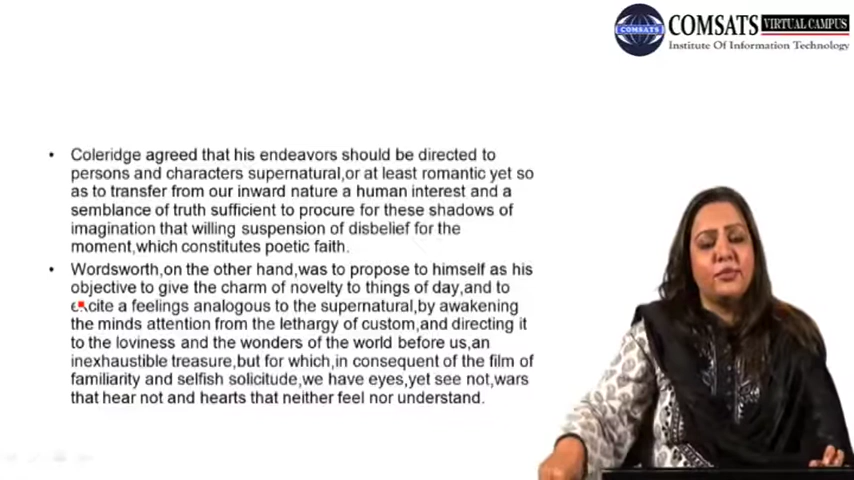 COMSATS
COMSATS VIRTUAL CAMPUS
Institute Of Information Technology
• Coleridge agreed that his endeavors should be directed to
persons and characters supernatural,or at least romantic yet so
as to transfer from our inward nature a human interest and a
semblance of truth sufficient to procure for these shadows of
imagination that willing suspension of disbelief for the
moment,which constitutes poetic faith.
• Wordsworth,on the other hand,was to propose to himself as his
objective to give the charm of novelty to things of day,and to
excite a feelings analogous to the supernatural,by awakening
the minds attention from the lethargy of custom,and directing it
to the loviness and the wonders of the world before us,an
inexhaustible treasure,but for which,in consequent of the film of
familiarity and selfish solicitude,we have eyes,yet see not,wars
that hear not and hearts that neither feel nor understand.